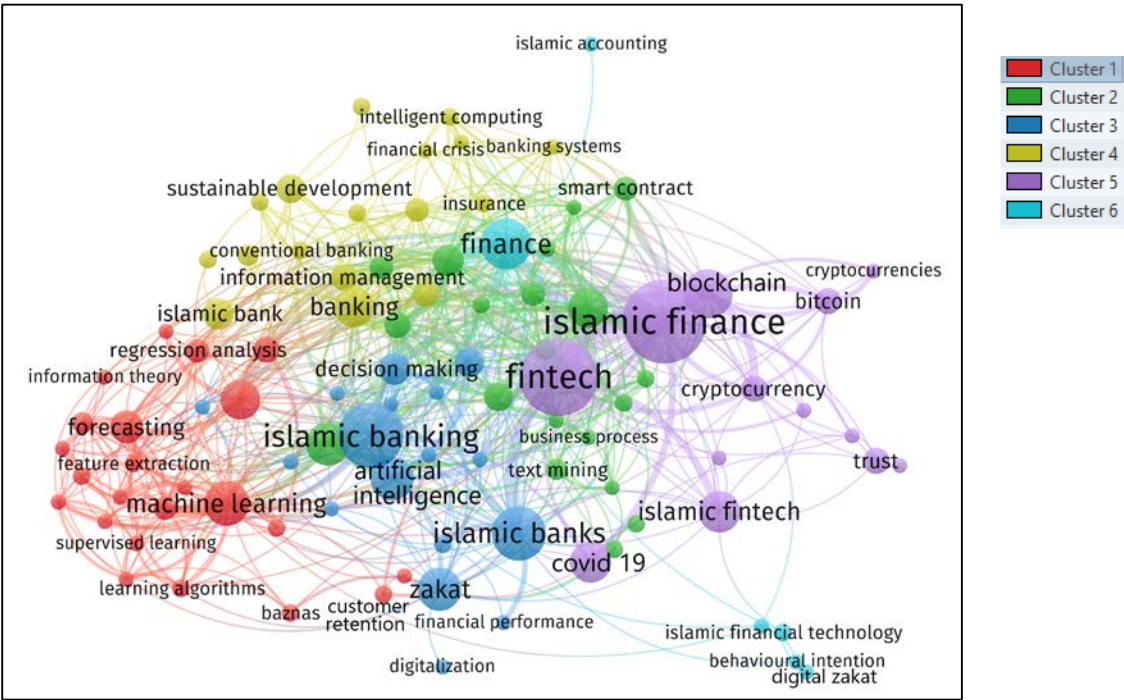 islamic accounting
intelligent computing
financial crisis
banking systems
sustainable development
insurance
smart contract
conventional banking
finance
information management
blockchain
cryptocurrencies
bitcoin
islamic bank
banking
islamic finance
regression analysis
information theory
decision making
fintech
cryptocurrency
forecasting
islamic banking
business process
feature extraction
artificial
intelligence
text mining
trust
machine learning
islamic fintech
supervised learning
islamic banks
covid 19
learning algorithms
zakat
baznas
customer
retention
financial performance
islamic financial technology
digitalization
behavioural intention
digital zakat
Cluster 1
Cluster 2
Cluster 3
Cluster 4
Cluster 5
Cluster 6